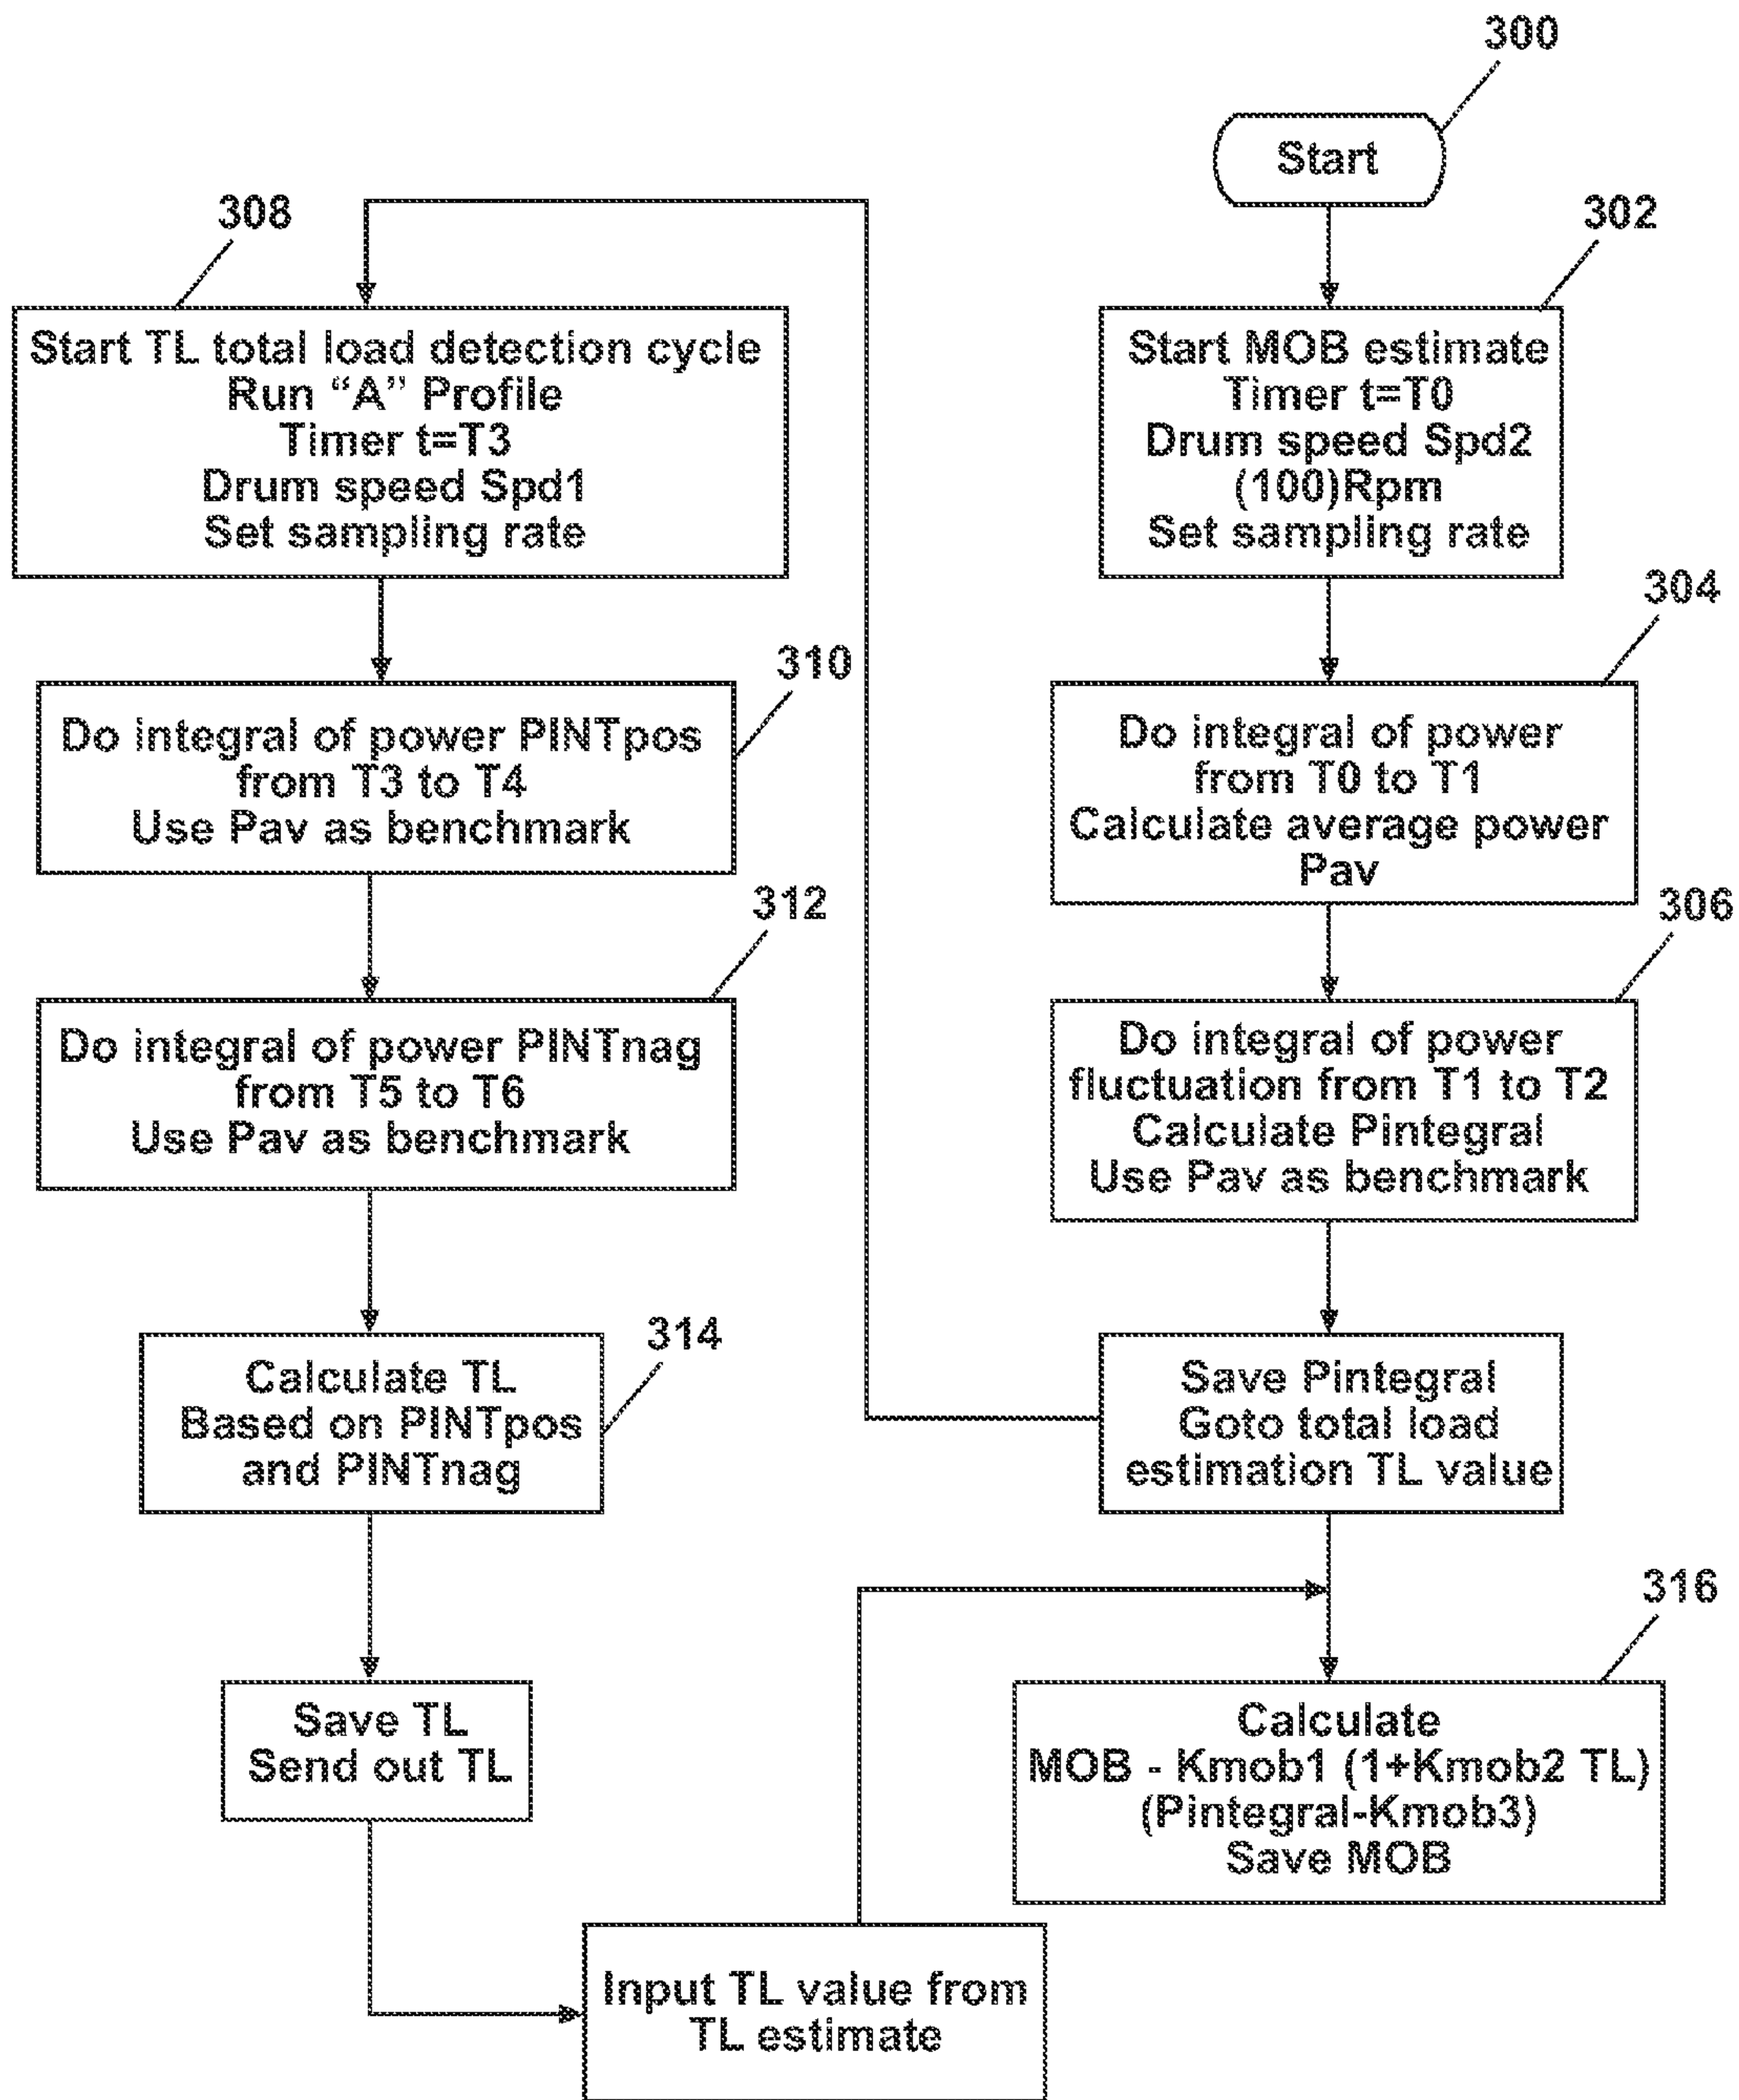 300
Start
302
Start MOB estimate
Timer t=T0
Drum speed Spd2
(100)Rpm
Set sampling rate
304
Do integral of power
from T0 to T1
Calculate average power
Pav
306
Do integral of power
fluctuation from T1 to T2
Calculate Pintegral
Use Pav as benchmark
Save Pintegral
Goto total load
estimation TL value
308
Start TL total load detection cycle
Run “A” Profile
Timer t=T3
Drum speed Spd1
Set sampling rate
310
Do integral of power PINTpos
from T3 to T4
Use Pav as benchmark
312
Do integral of power PINTnag
from T5 to T6
Use Pav as benchmark
314
Calculate TL
Based on PINTpos
and PINTnag
Save TL
Send out TL
Input TL value from
TL estimate
316
Calculate
MOB - Kmob1 (1+Kmob2 TL)
(Pintegral-Kmob3)
Save MOB